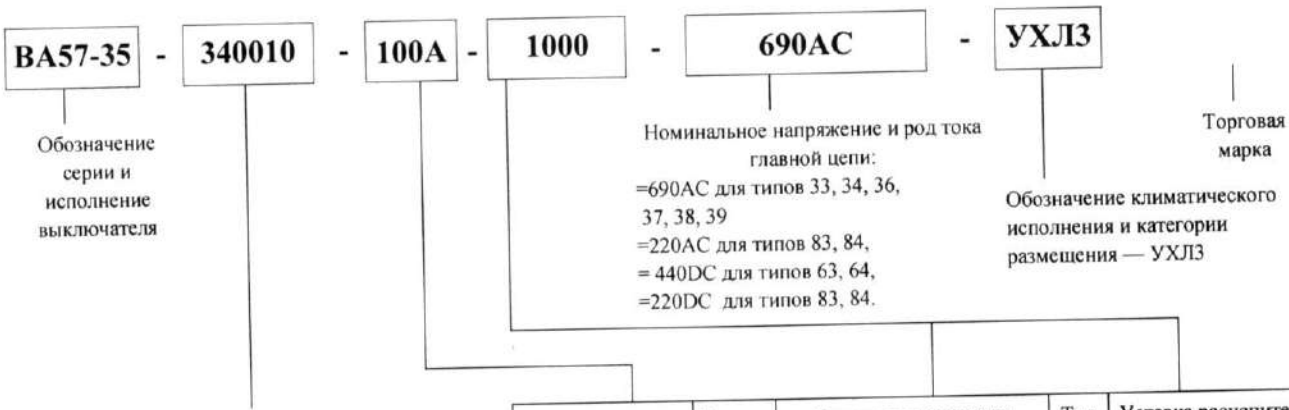 ВА57-35 - 340010 - 100А - 1000 - 690АС - УХЛ3
Обозначение
серии и
исполнение
выключателя
Номинальное напряжение и род тока
главной цепи:
=690АС для типов 33, 34, 36,
37, 38, 39
=220АС для типов 83, 84,
= 440DC для типов 63, 64,
=220DC для типов 83, 84.
Обозначение климатического
исполнения и категории
размещения — УХЛ3
Торговая
марка